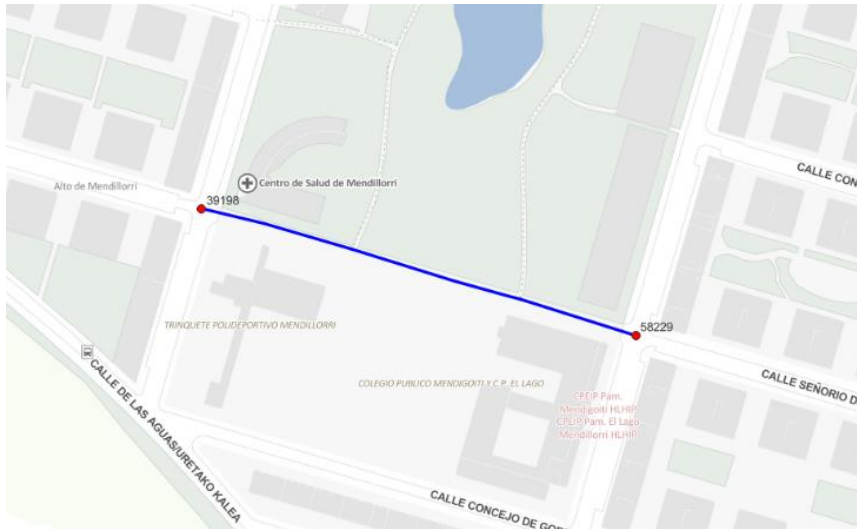 CALLE CON
Centro de Salud de Mendillorri
Alto de Mendillorri
39198
TRINQUETE POLIDEPORTIVO MENDILLORRI
58229
CALLE DE LAS AGUAS/URETAKO KALEA
COLEGIO PUBLICO MENDIGOITI Y C.P. EL LAGO
CALLE SEÑORIO D
CPEIP Pam.
Mendigoiti HLHIP
CPEIP Pam. El Lago
Mendillorri HLHIP
CALLE CONCEJO DE GOR